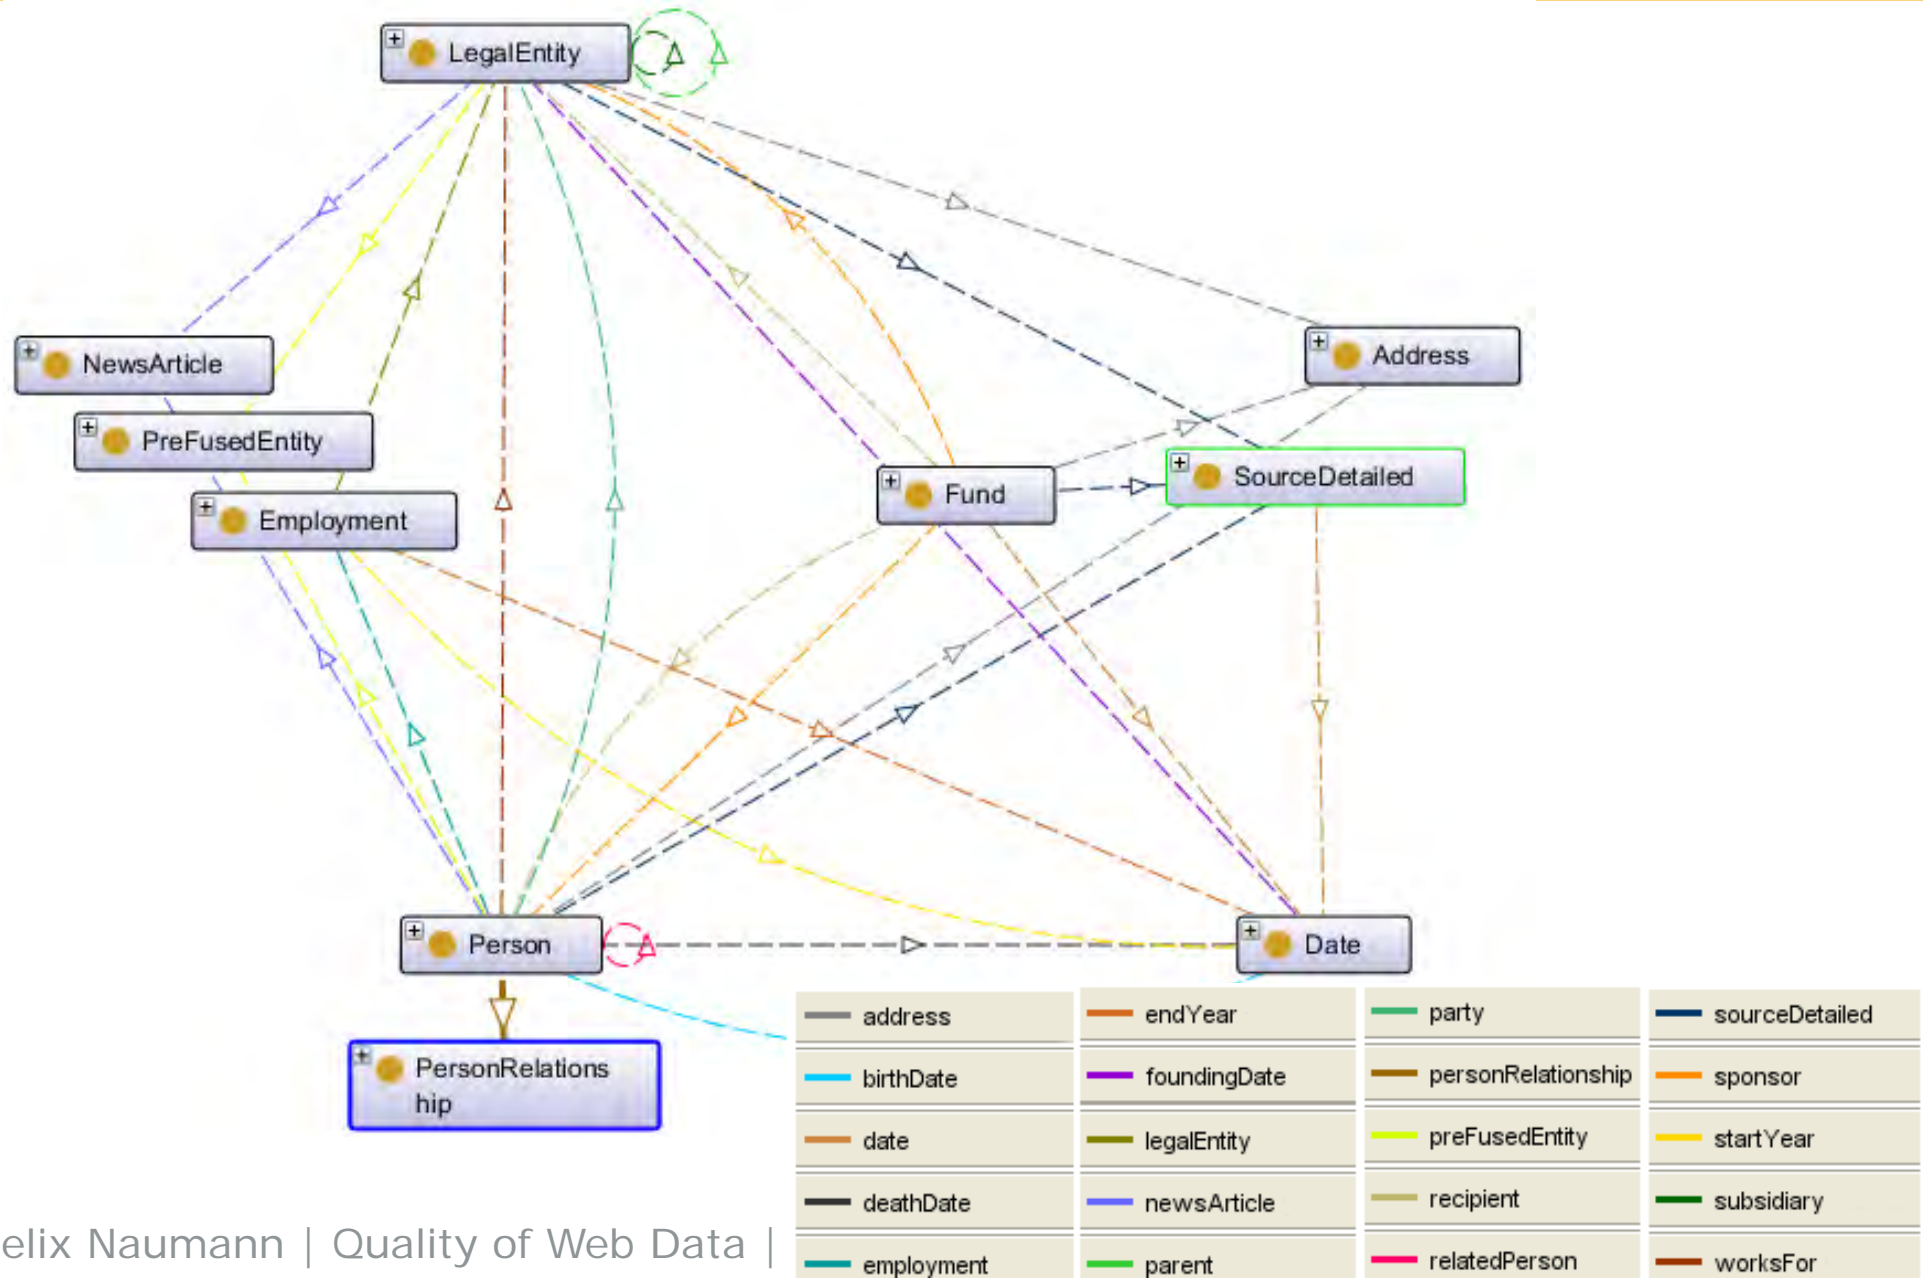 LegalEntity
NewsArticle
Address
PreFusedEntity
SourceDetailed
Fund
Employment
Person
Date
PersonRelations
hip
address
endYear
party
sourceDetailed
birthDate
foundingDate
personRelationship
sponsor
date
legalEntity
preFusedEntity
startYear
deathDate
newsArticle
recipient
subsidiary
employment
parent
relatedPerson
worksFor
elix Naumann | Quality of Web Data |